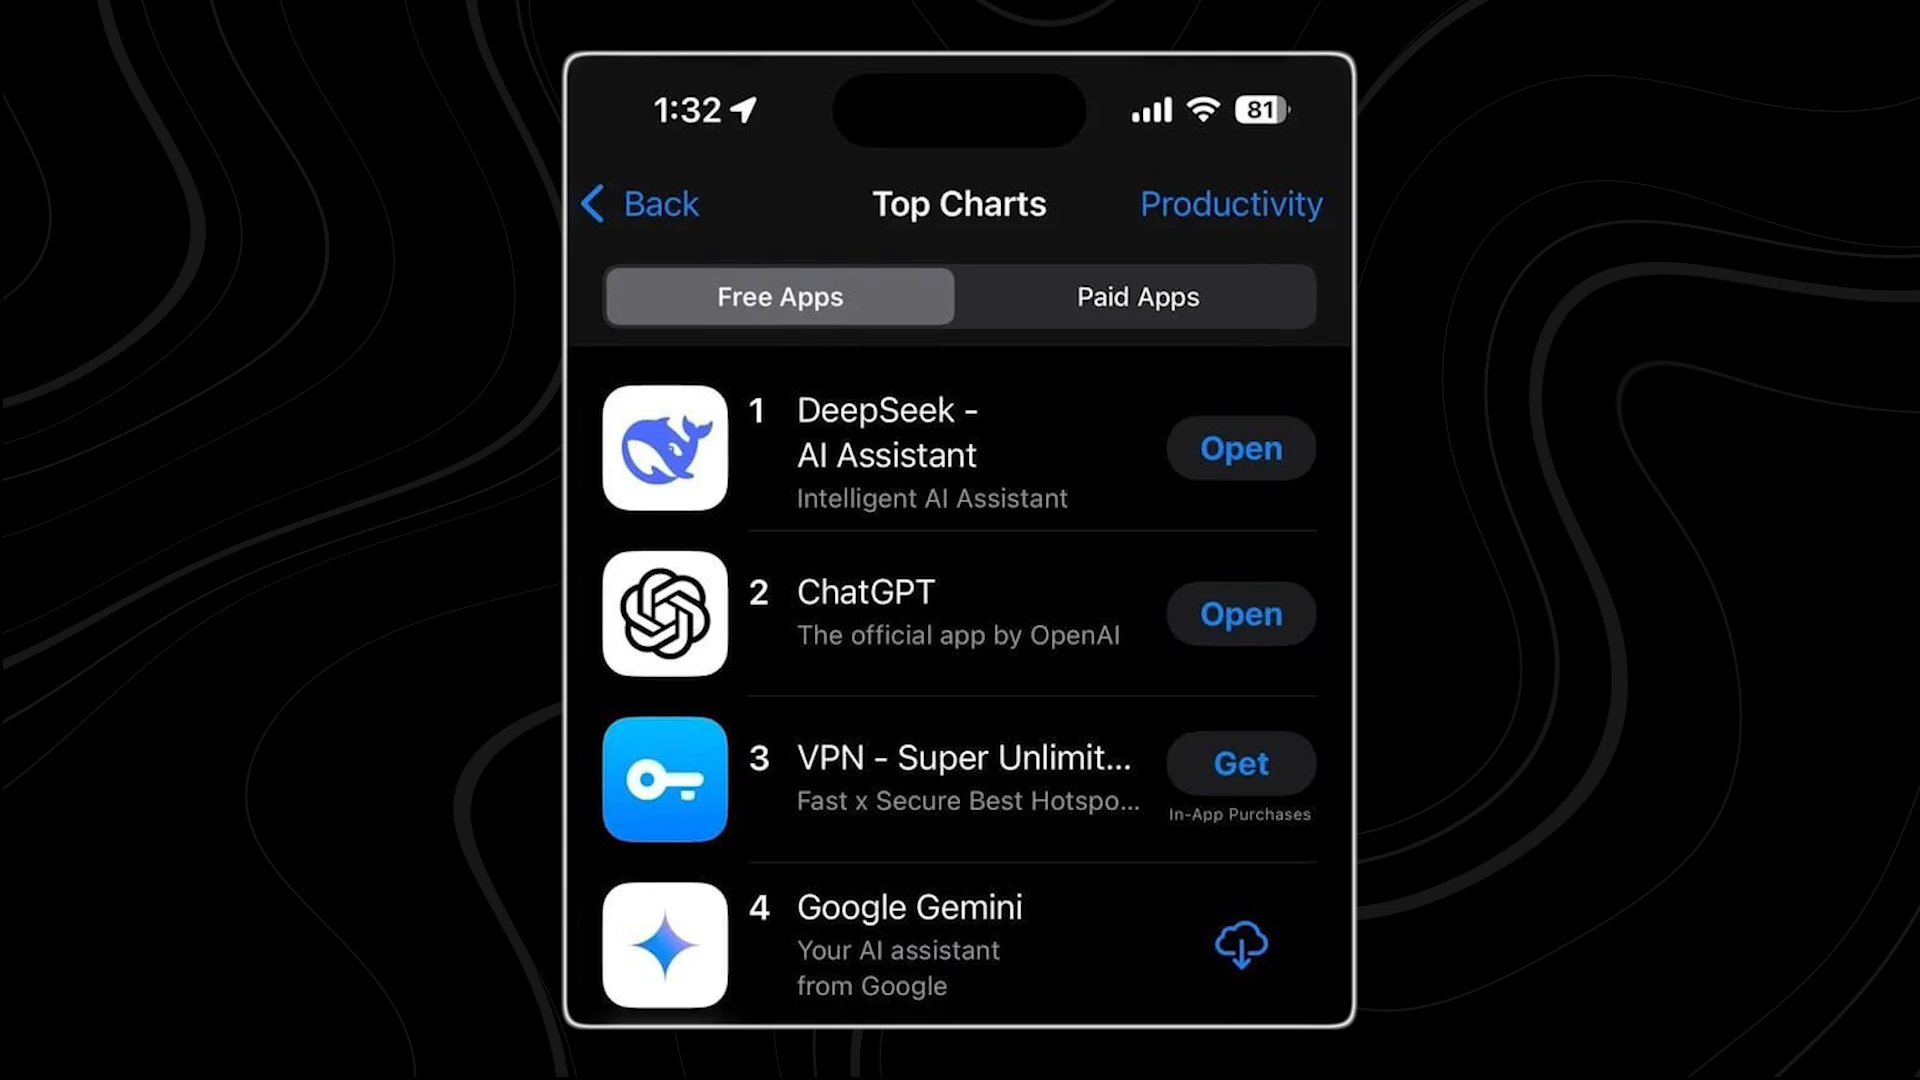 1:32
81
Back
Top Charts
Productivity
Free Apps
Paid Apps
1
DeepSeek -
AI Assistant
Intelligent AI Assistant
Open
2
ChatGPT
The official app by OpenAI
Open
3
VPN - Super Unlimit...
Fast x Secure Best Hotspo...
Get
In-App Purchases
4
Google Gemini
Your AI assistant
from Google